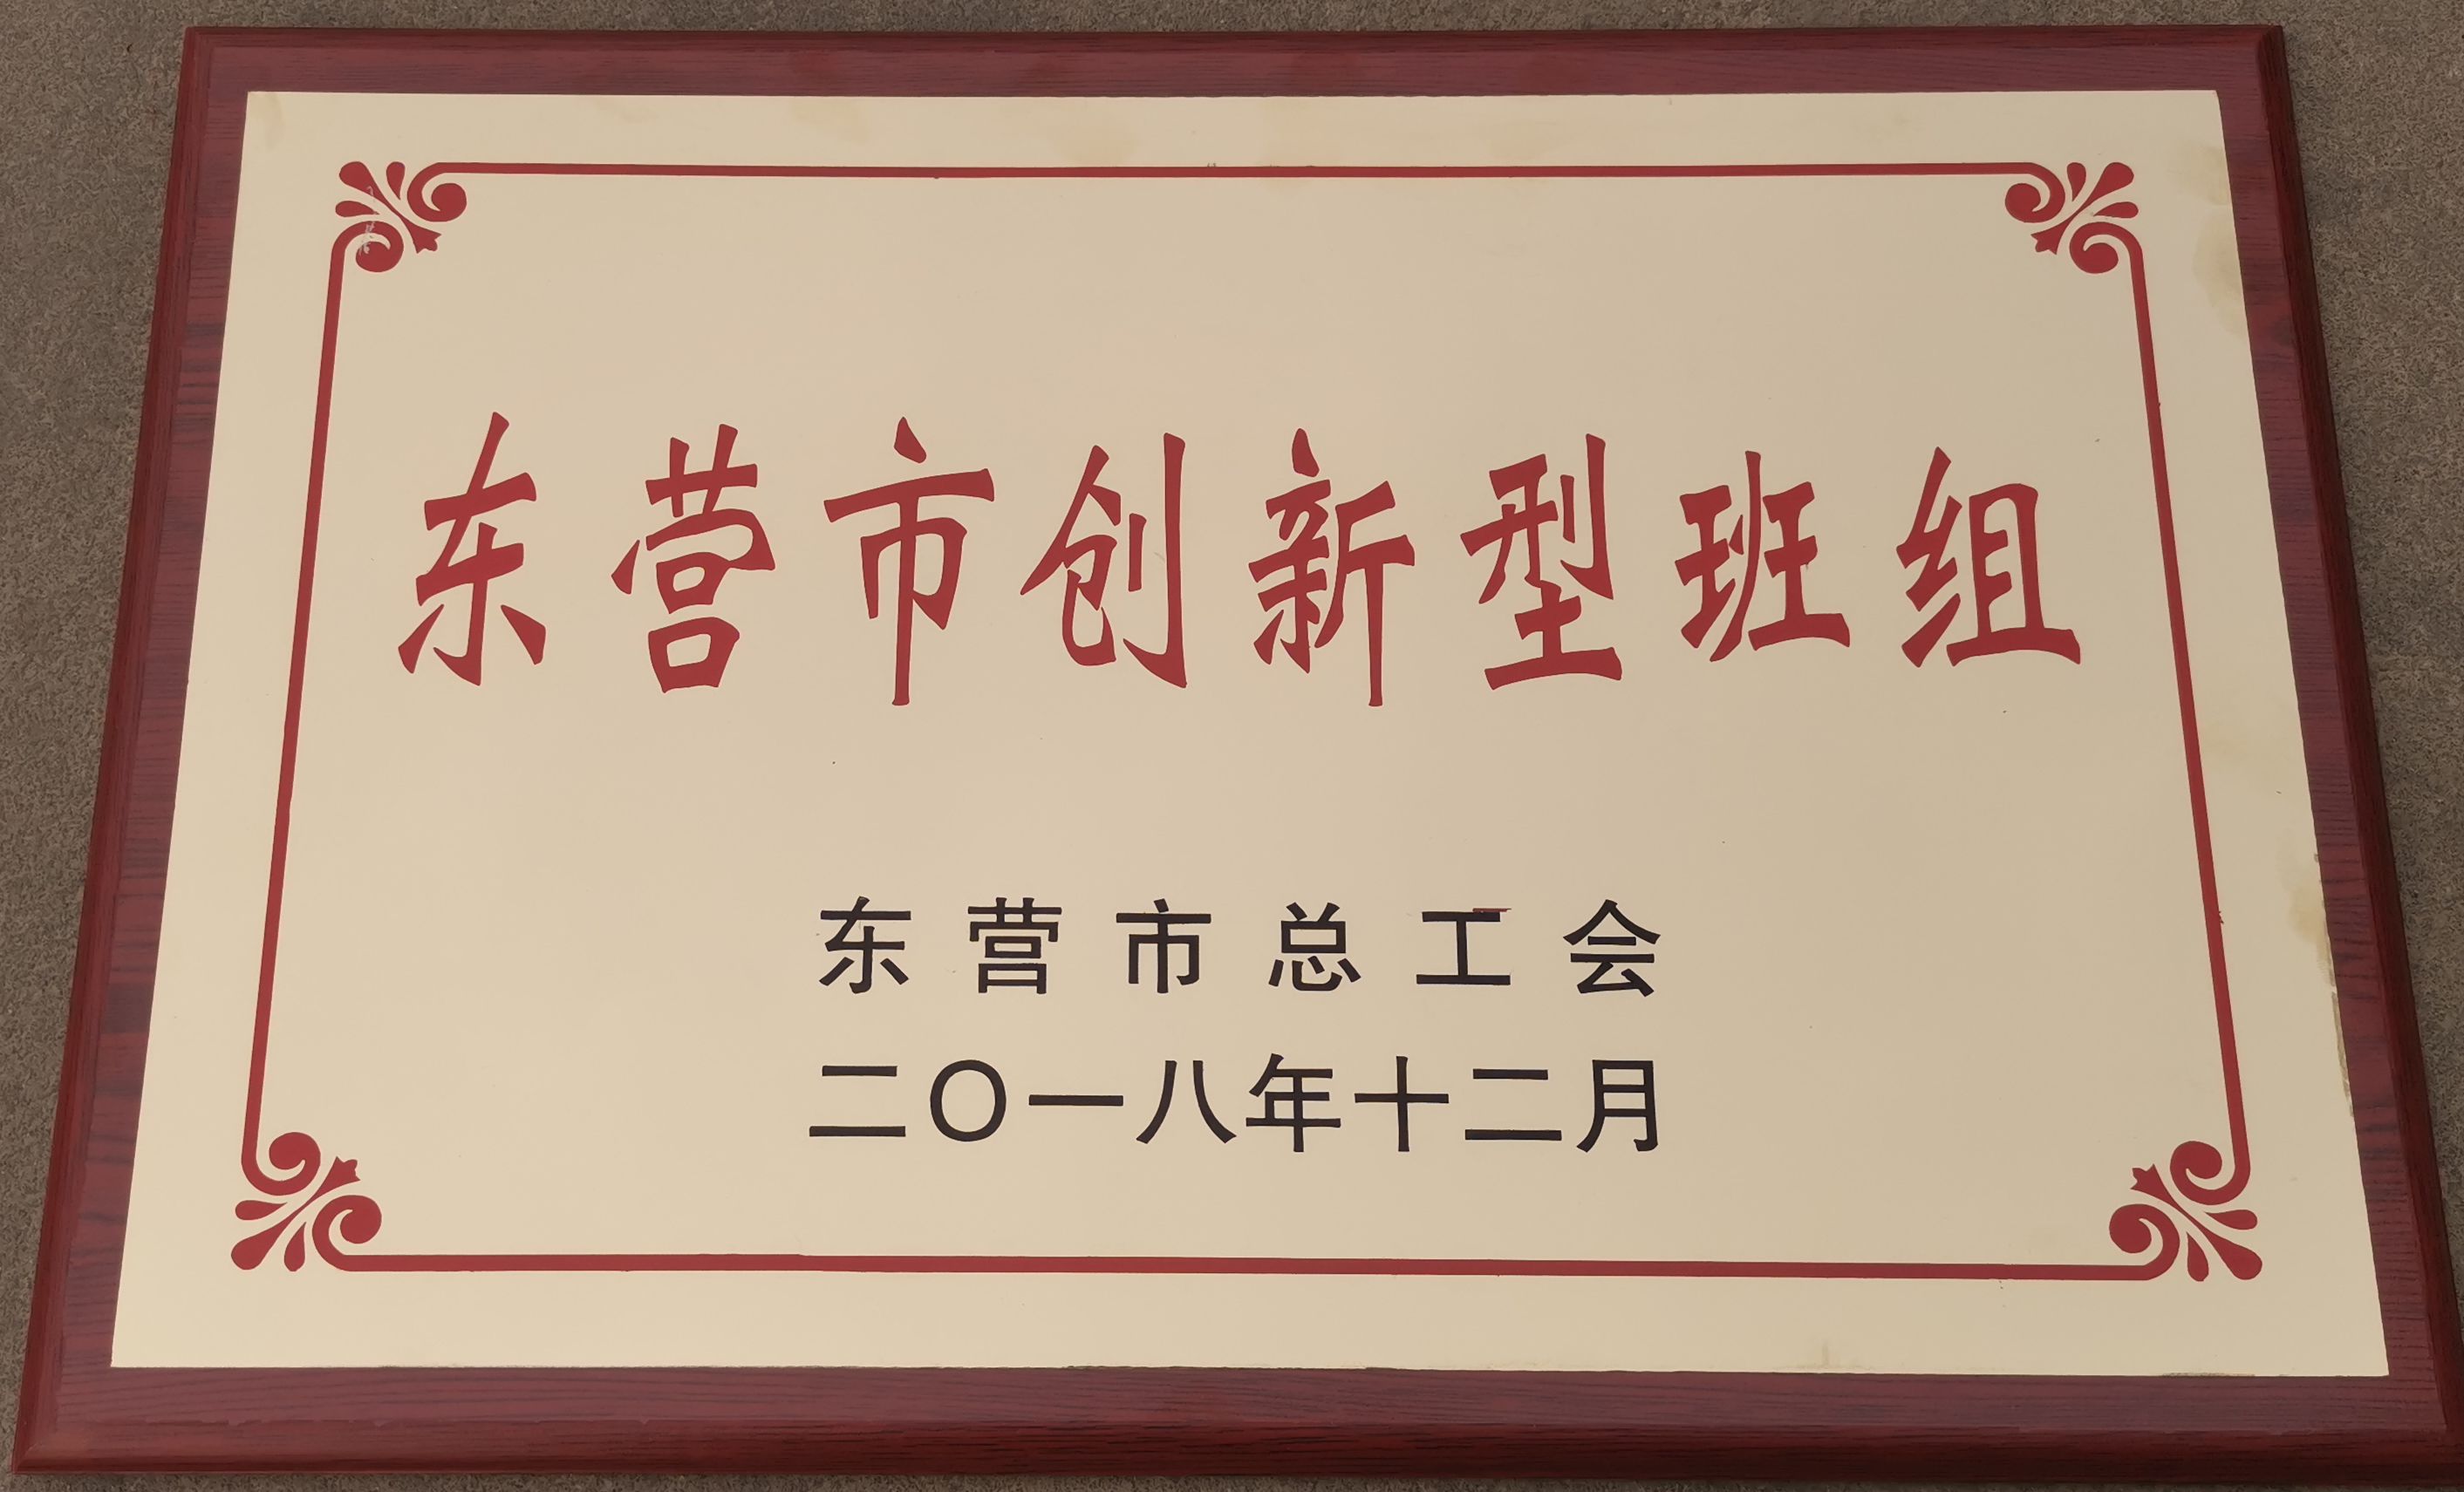 东营市创新型班组
东营市总工会
二〇一八年十二月